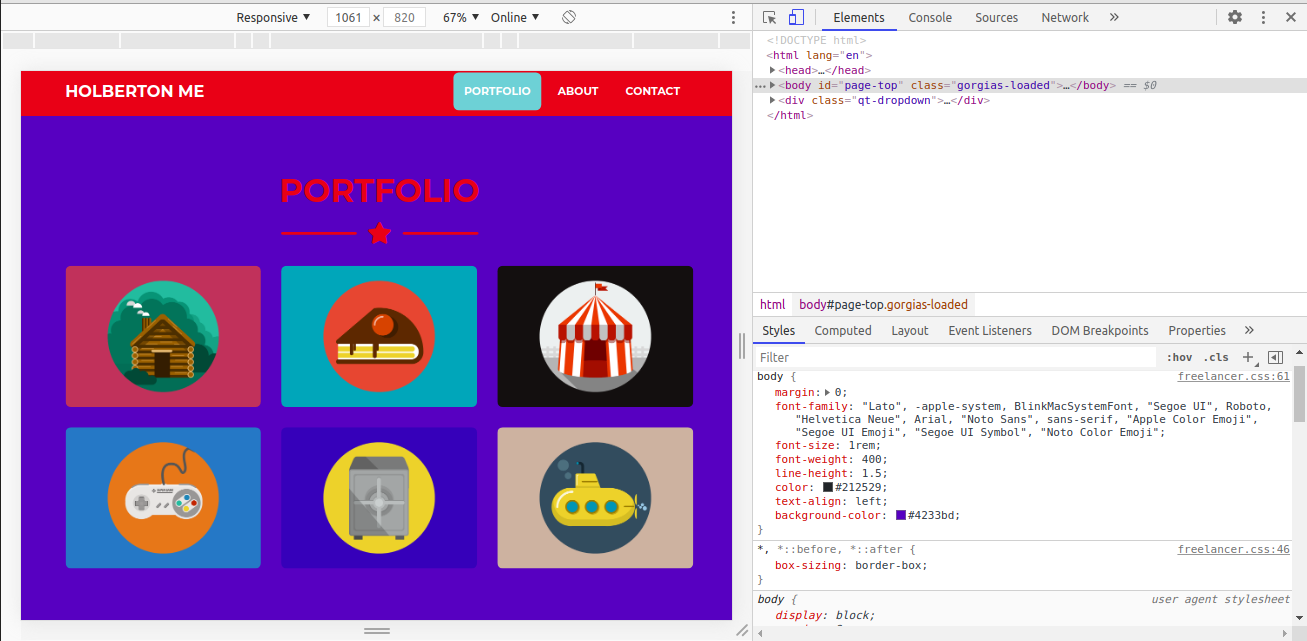 Responsive ▼ 1061 × 820 67% ▼ Online ▼
HOLBERTON ME PORTFOLIO ABOUT CONTACT
PORTFOLIO
Elements Console Sources Network »
<!DOCTYPE html>
<html lang="en">
▶<head>…</head>
…▶<body id="page-top" class="gorgias-loaded">…</body> == $0
▶<div class="qt-dropdown">…</div>
</html>
html body#page-top.gorgias-loaded
Styles Computed Layout Event Listeners DOM Breakpoints Properties »
Filter :hov .cls +
body { freelancer.css:61
margin:▶ 0;
font-family: "Lato", -apple-system, BlinkMacSystemFont, "Segoe UI", Roboto,
"Helvetica Neue", Arial, "Noto Sans", sans-serif, "Apple Color Emoji",
"Segoe UI Emoji", "Segoe UI Symbol", "Noto Color Emoji";
font-size: 1rem;
font-weight: 400;
line-height: 1.5;
color: #212529;
text-align: left;
background-color: #4233bd;
}
*, *::before, *::after { freelancer.css:46
box-sizing: border-box;
}
body { user agent stylesheet
display: block;